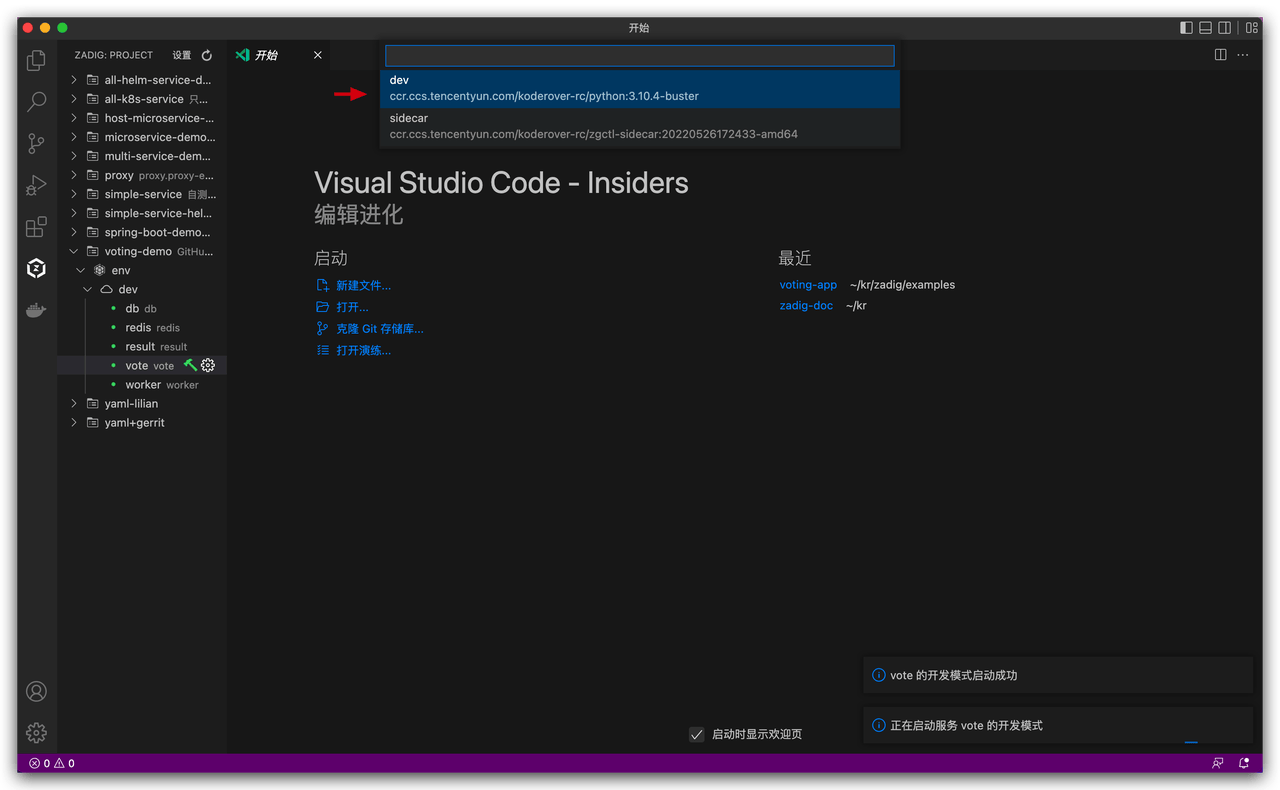 开始
ZADIG: PROJECT 设置
开始
all-helm-service-d...
all-k8s-service 只...
host-microservice-...
microservice-demo...
multi-service-dem...
proxy proxy.proxy-e...
simple-service 自测...
simple-service-hel...
spring-boot-demo...
voting-demo GitHu...
env
dev
db db
redis redis
result result
vote vote
worker worker
yaml-lilian
yaml+gerrit
dev
ccr.ccs.tencentyun.com/koderover-rc/python:3.10.4-buster
sidecar
ccr.ccs.tencentyun.com/koderover-rc/zgctl-sidecar:20220526172433-amd64
Visual Studio Code - Insiders
编辑进化
启动
新建文件...
打开...
克隆 Git 存储库...
打开演练...
最近
voting-app ~/kr/zadig/examples
zadig-doc ~/kr
vote 的开发模式启动成功
正在启动服务 vote 的开发模式
启动时显示欢迎页
0 0